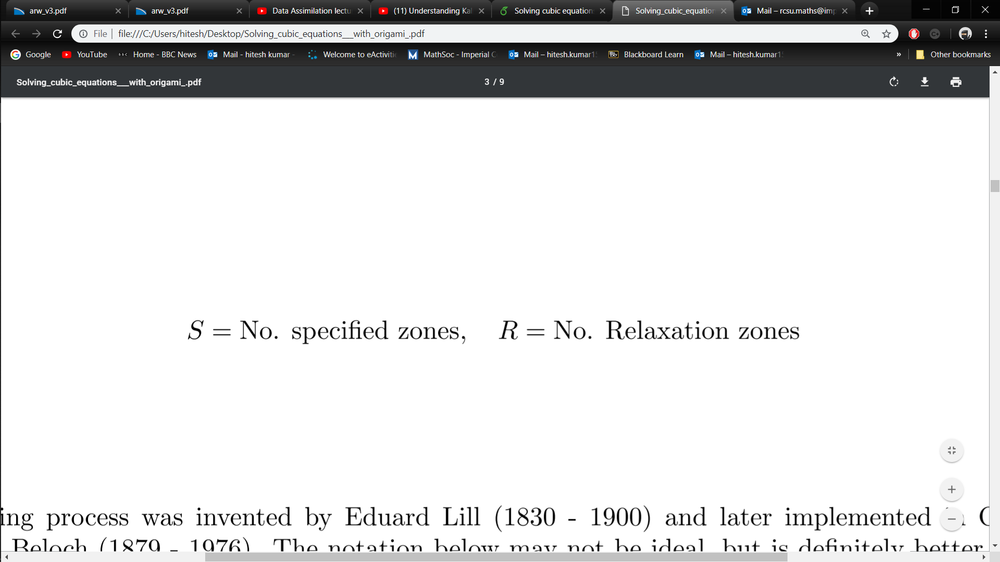 arw_v3.pdf
arw_v3.pdf
Data Assimilation lectu
(11) Understanding Kal
Solving cubic equation
Solving_cubic_equation
Mail – rcsu.maths@imp
File
file:///C:/Users/hitesh/Desktop/Solving_cubic_equations__with_origami_.pdf
Google
YouTube
BBC
Home - BBC News
Mail - hitesh kumar -
Welcome to eActivitie
MathSoc - Imperial C
Mail – hitesh.kumar1
Bb
Blackboard Learn
Mail – hitesh.kumar1
»
Other bookmarks
Solving_cubic_equations__with_origami_.pdf
3 / 9
S = No. specified zones, R = No. Relaxation zones
ing process was invented by Eduard Lill (1830 - 1900) and later implemented
Beloch (1879 - 1976). The notation below may not be ideal, but is definitely better